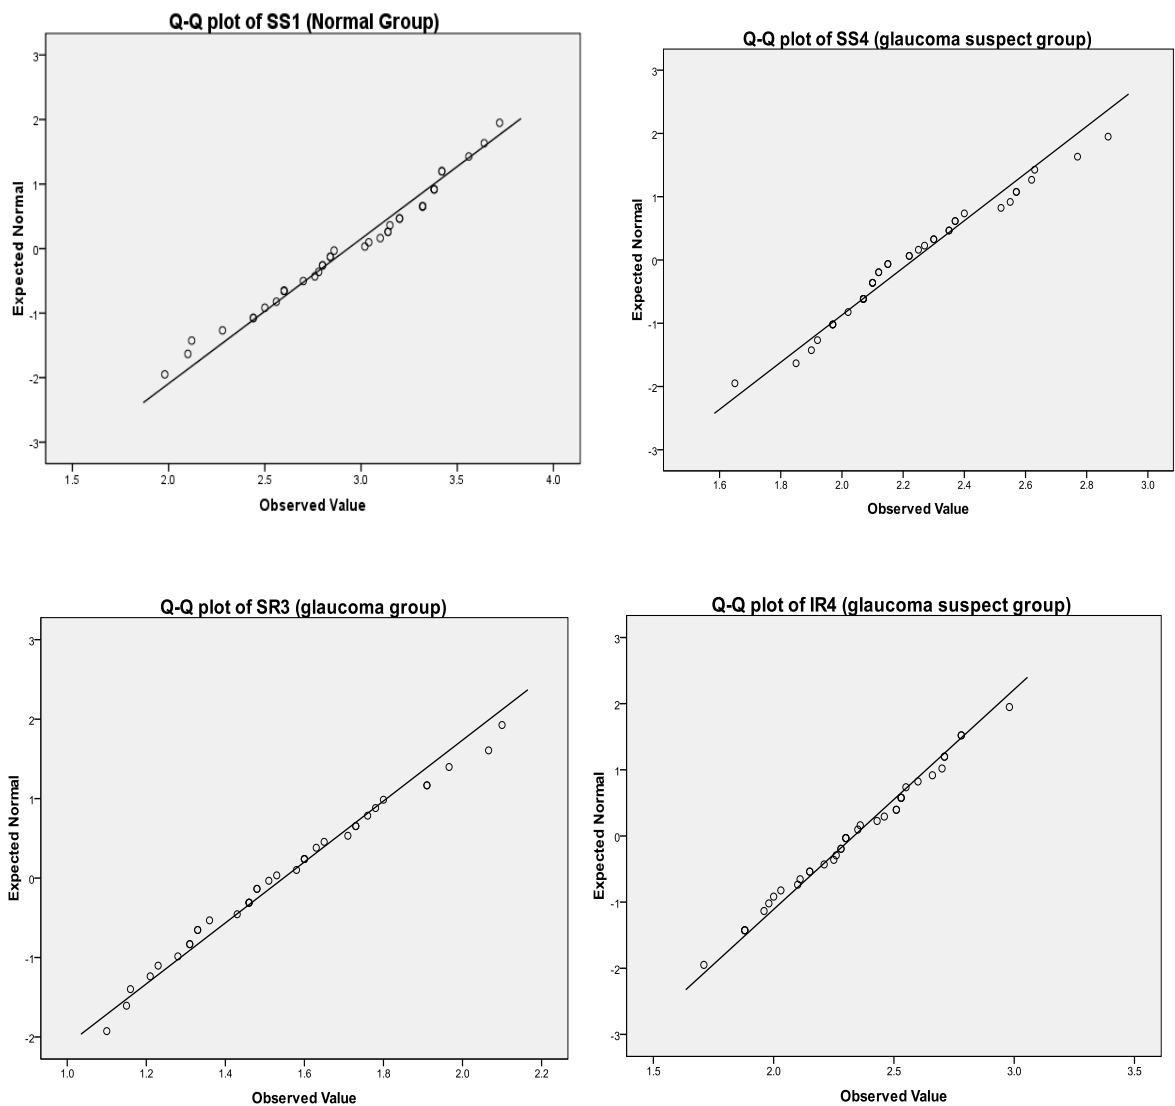 Q-Q plot of SS1 (Normal Group)
3
2
1
0
-1
-2
-3
Expected Normal
1.5 2.0 2.5 3.0 3.5 4.0
Observed Value
Q-Q plot of SS4 (glaucoma suspect group)
3
2
1
0
-1
-2
-3
Expected Normal
1.6 1.8 2.0 2.2 2.4 2.6 2.8 3.0
Observed Value
Q-Q plot of SR3 (glaucoma group)
3
2
1
0
-1
-2
Expected Normal
1.0 1.2 1.4 1.6 1.8 2.0 2.2
Observed Value
Q-Q plot of IR4 (glaucoma suspect group)
3
2
1
0
-1
-2
-3
Expected Normal
1.5 2.0 2.5 3.0 3.5
Observed Value